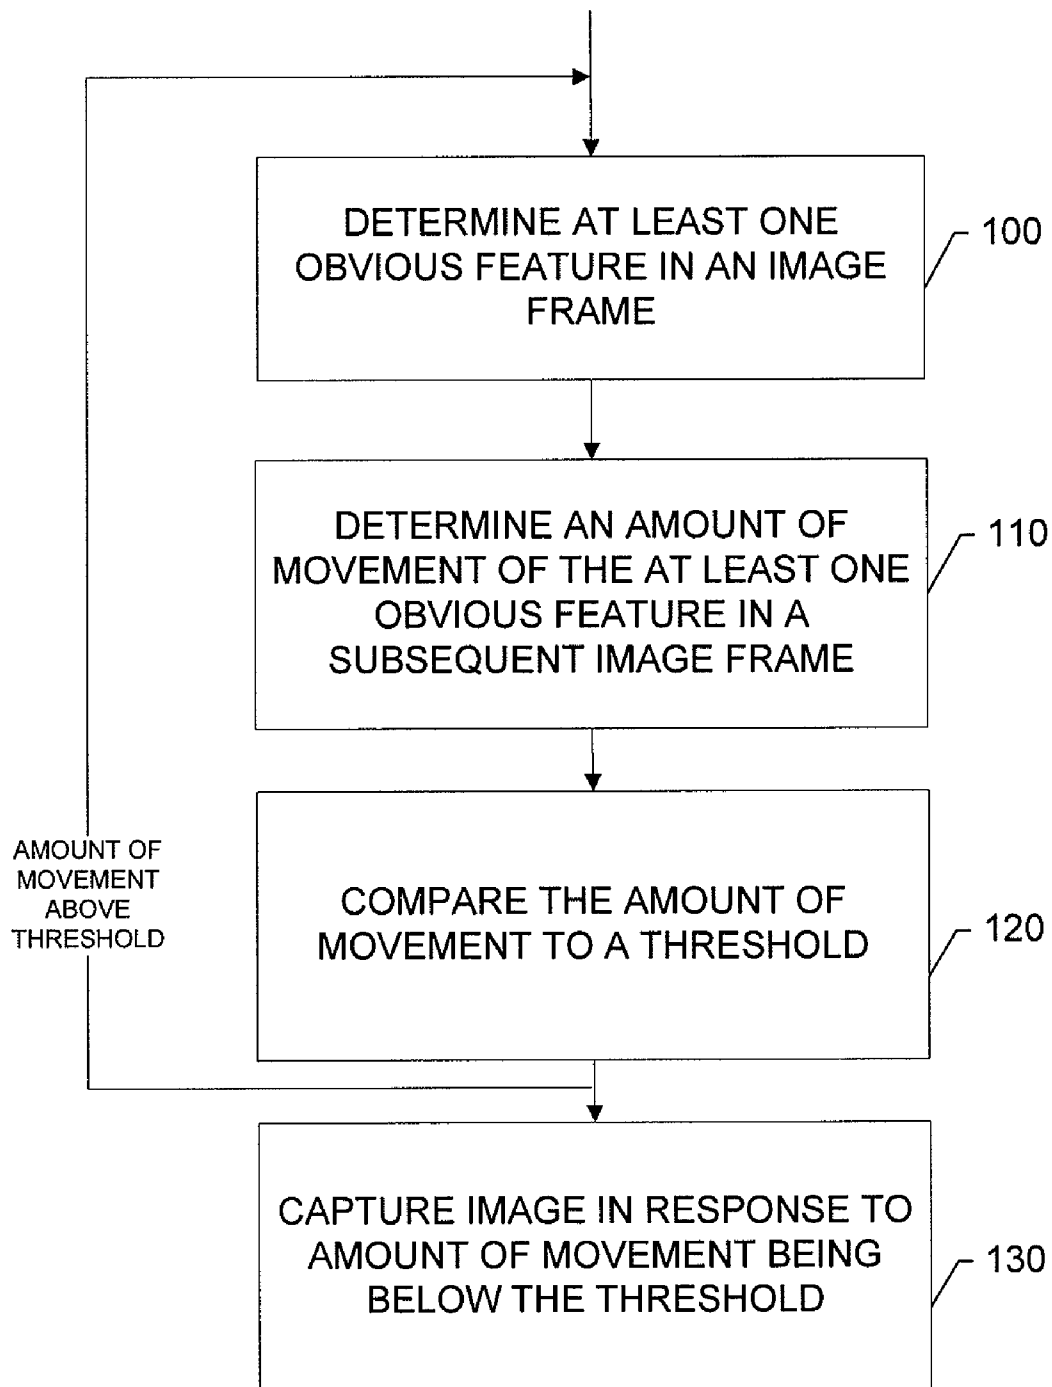 DETERMINE AT LEAST ONE
OBVIOUS FEATURE IN AN IMAGE
FRAME
100
DETERMINE AN AMOUNT OF
MOVEMENT OF THE AT LEAST ONE
OBVIOUS FEATURE IN A
SUBSEQUENT IMAGE FRAME
110
AMOUNT OF
MOVEMENT
ABOVE
THRESHOLD
COMPARE THE AMOUNT OF
MOVEMENT TO A THRESHOLD
120
CAPTURE IMAGE IN RESPONSE TO
AMOUNT OF MOVEMENT BEING
BELOW THE THRESHOLD
130